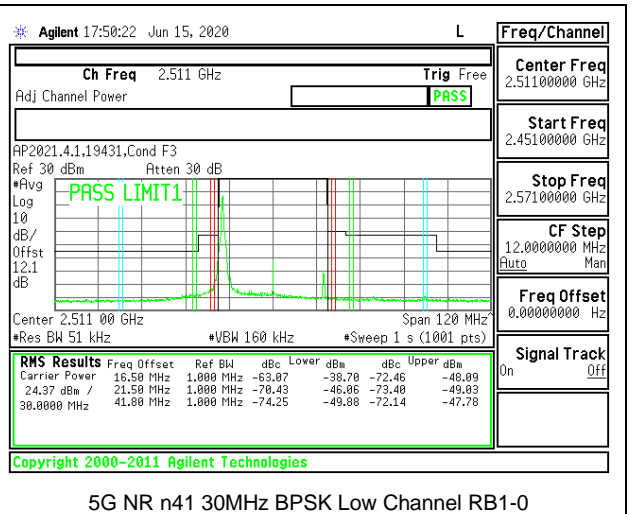 Agilent 17:50:22 Jun 15, 2020 L
Freq/Channel
Ch Freq 2.511 GHz Trig Free
Adj Channel Power PASS
Center Freq
2.51100000 GHz
Start Freq
2.45100000 GHz
Stop Freq
2.57100000 GHz
CF Step
12.0000000 MHz
Auto Man
Freq Offset
0.00000000 Hz
Signal Track
On Off
AP2021.4.1,19431,Cond F3
Ref 30 dBm Atten 30 dB
#Avg
Log
10
dB/
Offst
12.1
dB
PASS LIMIT1
Center 2.511 00 GHz Span 120 MHz
#Res BW 51 kHz #VBW 160 kHz #Sweep 1 s (1001 pts)
RMS Results Freq Offset Ref BW dBc Lower dBm dBc Upper dBm
Carrier Power 16.50 MHz 1.000 MHz -63.07 -38.70 -72.46 -48.09
24.37 dBm / 21.50 MHz 1.000 MHz -70.43 -46.06 -73.40 -49.03
30.0000 MHz 41.80 MHz 1.000 MHz -74.25 -49.88 -72.14 -47.78
Copyright 2000-2011 Agilent Technologies
5G NR n41 30MHz BPSK Low Channel RB1-0